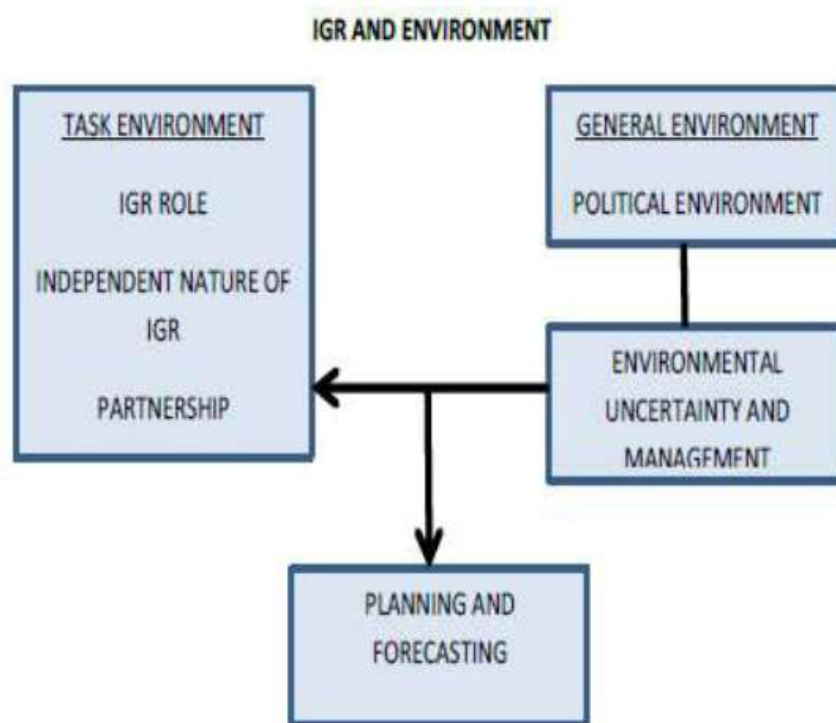 IGR AND ENVIRONMENT
TASK ENVIRONMENT
IGR ROLE
INDEPENDENT NATURE OF
IGR
PARTNERSHIP
GENERAL ENVIRONMENT
POLITICAL ENVIRONMENT
ENVIRONMENTAL
UNCERTAINTY AND
MANAGEMENT
PLANNING AND
FORECASTING